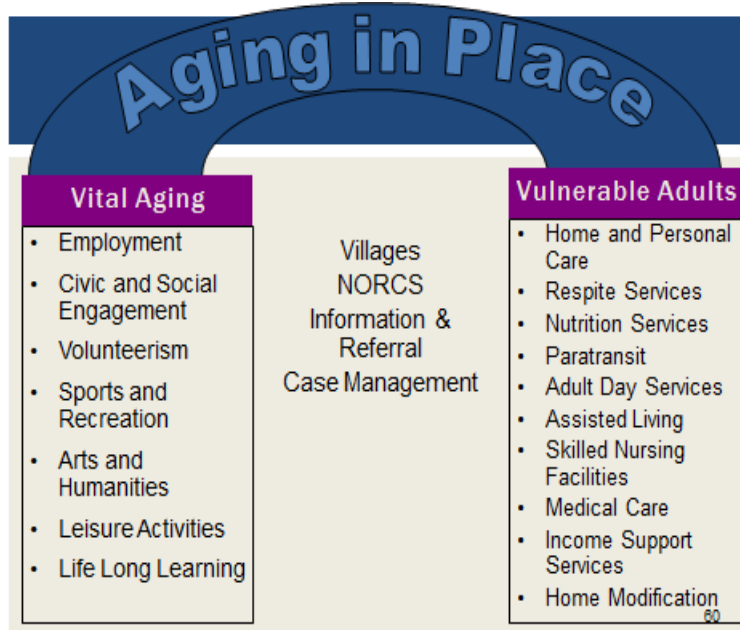 Aging in Place
Vital Aging
• Employment
• Civic and Social
Engagement
• Volunteerism
• Sports and
Recreation
• Arts and
Humanities
• Leisure Activities
• Life Long Learning
Villages
NORCS
Information &
Referral
Case Management
Vulnerable Adults
• Home and Personal
Care
• Respite Services
• Nutrition Services
• Paratransit
• Adult Day Services
• Assisted Living
• Skilled Nursing
Facilities
• Medical Care
• Income Support
Services
• Home Modification
60